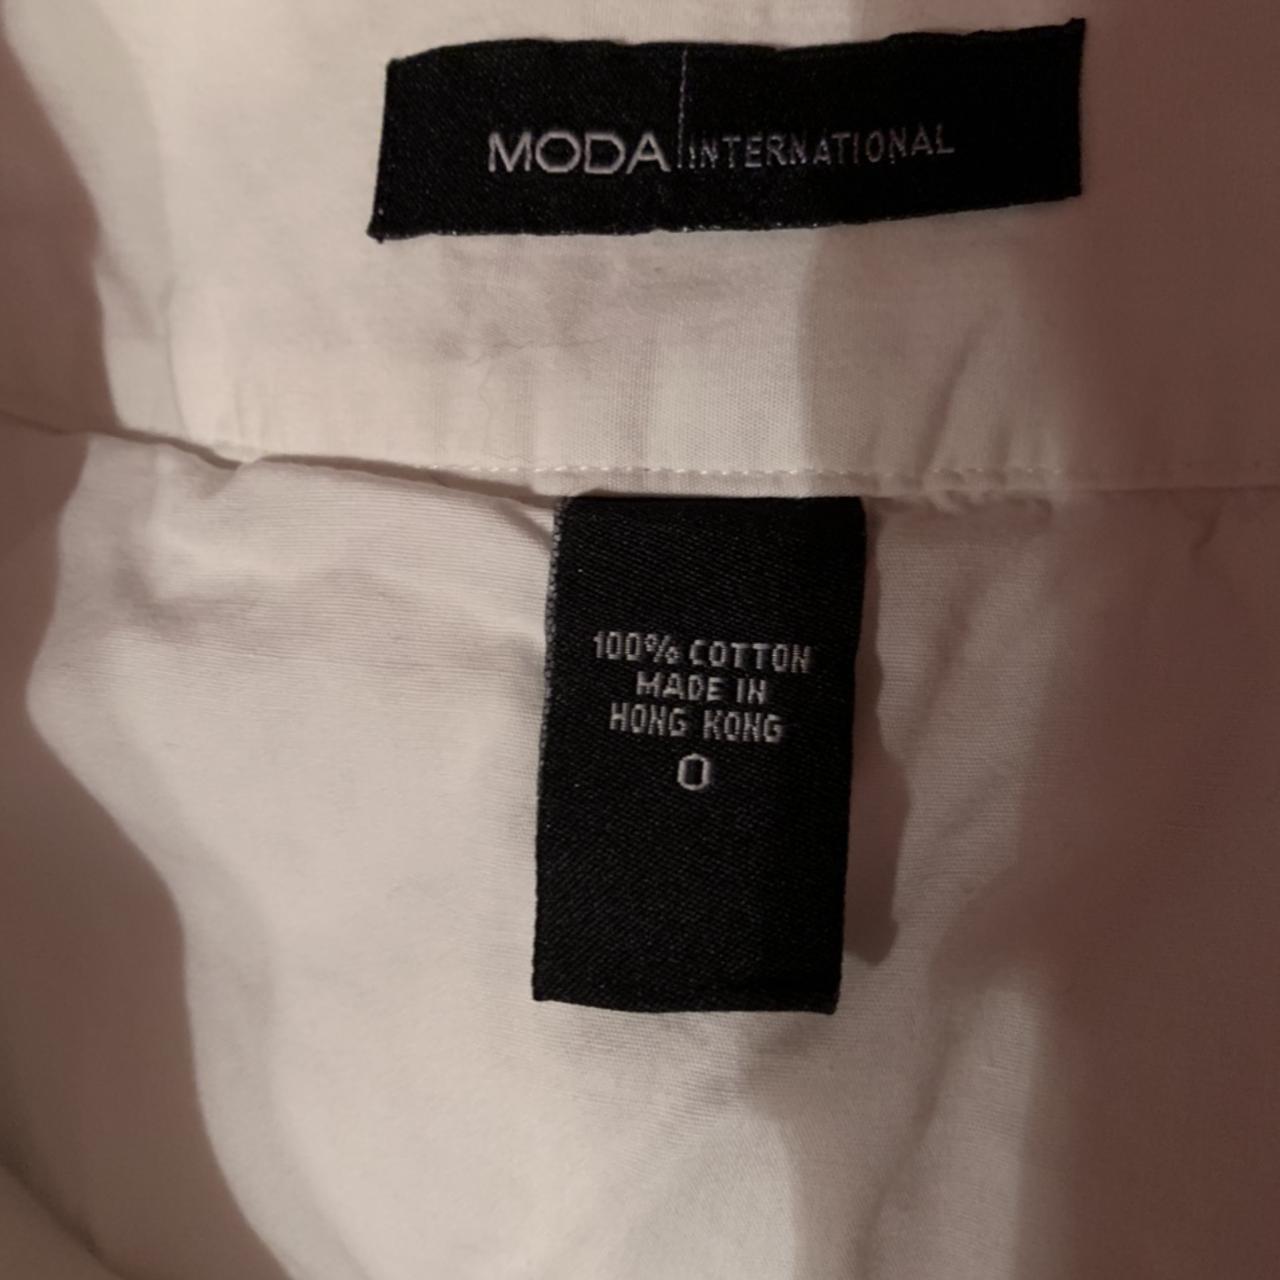 MODA INTERNATIONAL
100% COTTON
MADE IN
HONG KONG
0